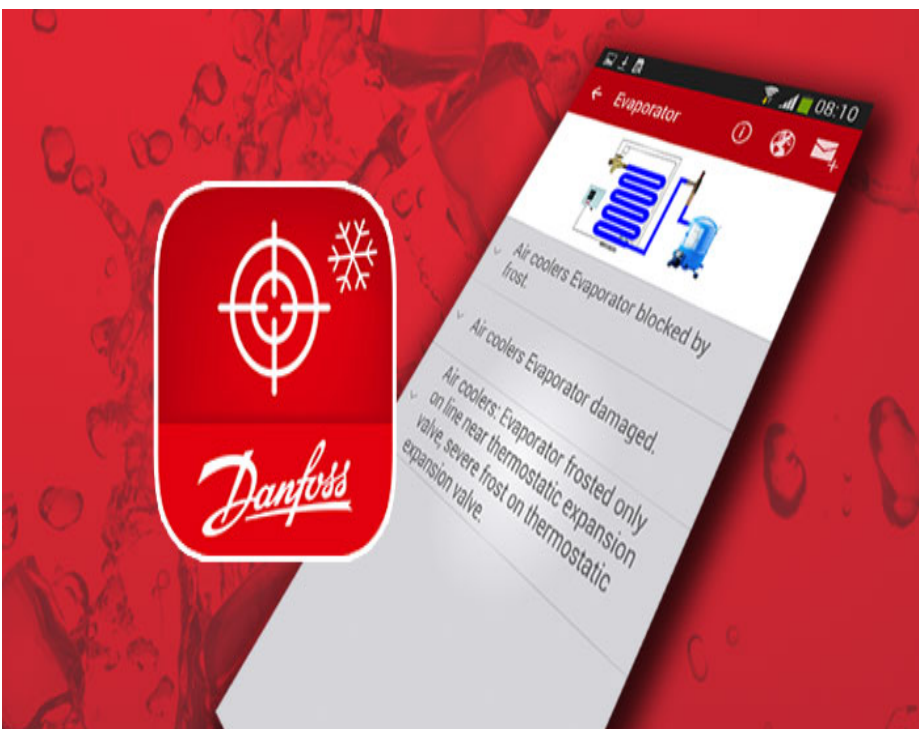 08:10
Evaporator
Air coolers Evaporator blocked by
frost.
Air coolers Evaporator damaged.
Air coolers: Evaporator frosted only
on line near thermostatic expansion
valve, severe frost on thermostatic
expansion valve.
Danfoss